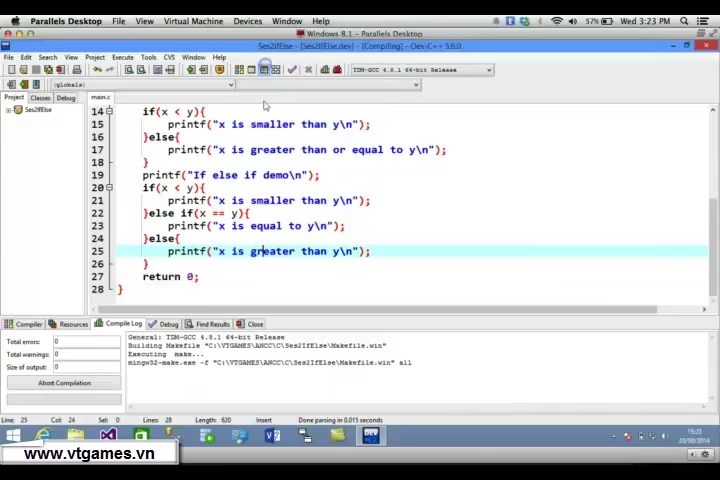 Parallels Desktop File View Virtual Machine Devices Window Help
57% Wed 3:23 PM
Windows 8.1 - Parallels Desktop
Ses2IfElse - [Ses2IfElse.dev] - [Compiling] - Dev-C++ 5.6.0
File Edit Search View Project Execute Tools CVS Window Help
TDM-GCC 4.8.1 64-bit Release
(globals)
Project Classes Debug main.c
Ses2IfElse
14 if(x < y){
15 printf("x is smaller than y\n");
16 }else{
17 printf("x is greater than or equal to y\n");
18 }
19 printf("If else if demo\n");
20 if(x < y){
21 printf("x is smaller than y\n");
22 }else if(x == y){
23 printf("x is equal to y\n");
24 }else{
25 printf("x is greater than y\n");
26 }
27 return 0;
28 }
Compiler Resources Compile Log Debug Find Results Close
Total errors: 0
Total warnings: 0
Size of output: 0
Abort Compilation
General: TDM-GCC 4.8.1 64-bit Release
Building Makefile "C:\VTGAMES\ANCC\C\Ses2IfElse\Makefile.win"
Executing make...
mingw32-make.exe -f "C:\VTGAMES\ANCC\C\Ses2IfElse\Makefile.win" all
Line: 25 Col: 24 Sel: 0 Lines: 28 Length: 620 Insert Done parsing in 0.015 seconds
DEV
15:23
20/08/2014
www.vtgames.vn